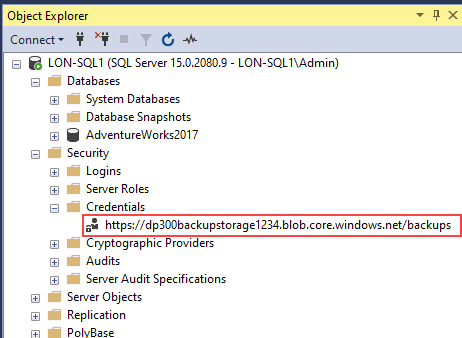 Object Explorer
Connect
LON-SQL1 (SQL Server 15.0.2080.9 - LON-SQL1\Admin)
Databases
System Databases
Database Snapshots
AdventureWorks2017
Security
Logins
Server Roles
Credentials
https://dp300backupstorage1234.blob.core.windows.net/backups
Cryptographic Providers
Audits
Server Audit Specifications
Server Objects
Replication
PolyBase